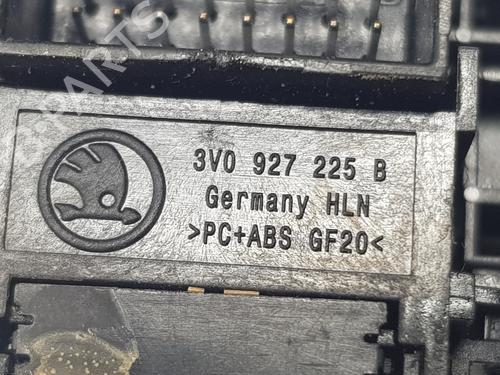 3V0 927 225 B
Germany HLN
>PC+ABS GF20<